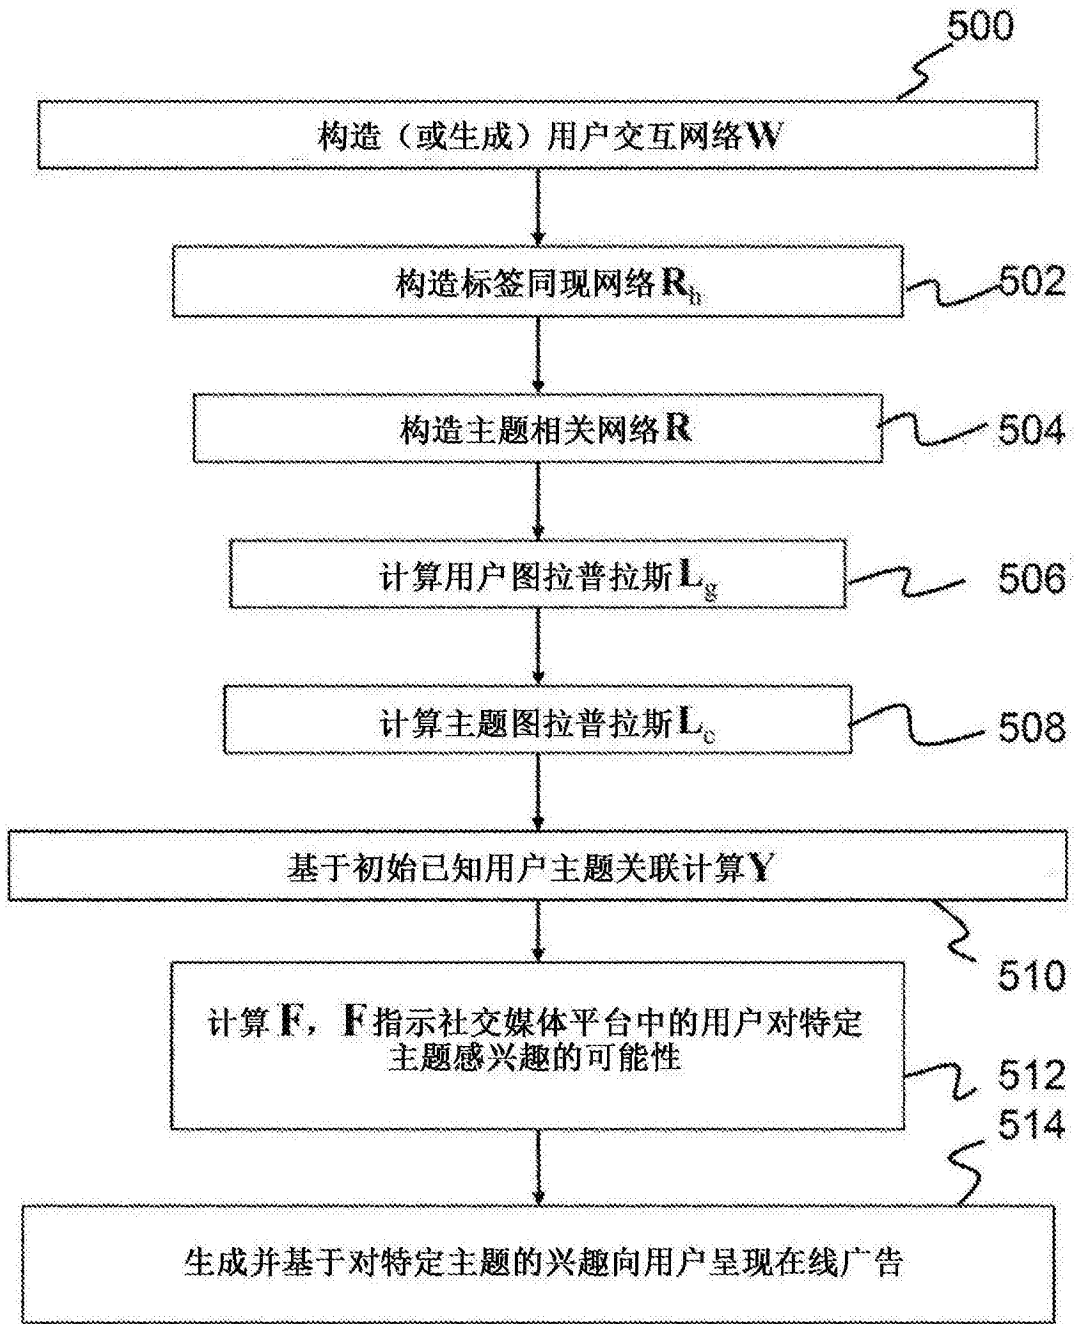 500
构造（或生成）用户交互网络W
构造标签同现网络Rh
502
构造主题相关网络R
504
计算用户图拉普拉斯Lg
506
计算主题图拉普拉斯Lc
508
基于初始已知用户主题关联计算Y
510
计算F，F指示社交媒体平台中的用户对特定
主题感兴趣的可能性
512
514
生成并基于对特定主题的兴趣向用户呈现在线广告